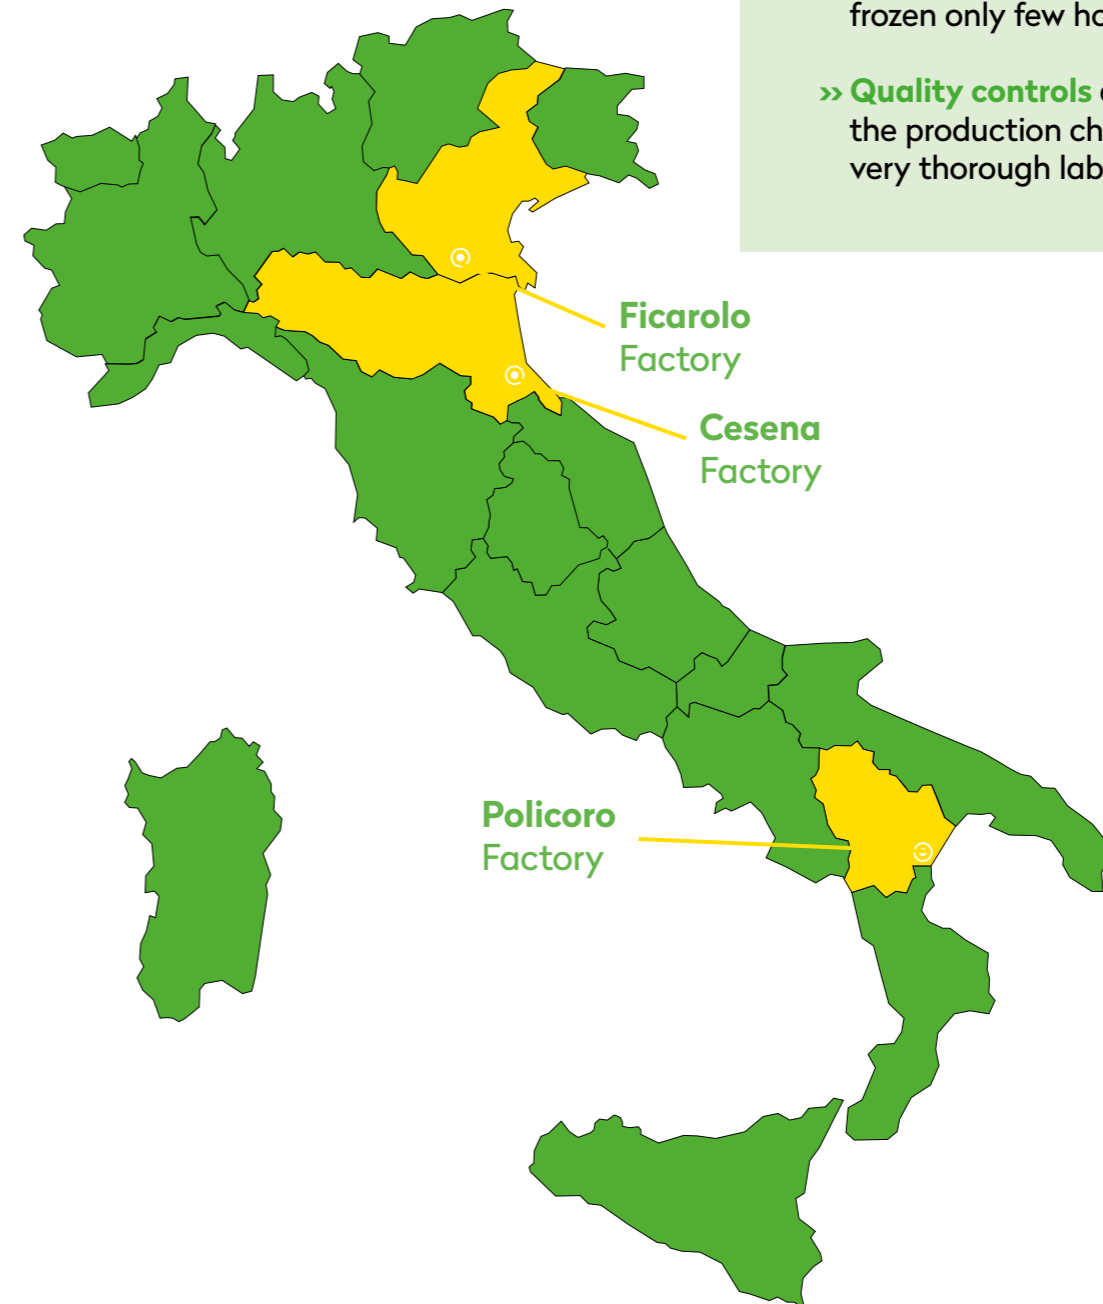 frozen only few ho
» Quality controls
the production ch
very thorough lab
Ficarolo
Factory
Cesena
Factory
Policoro
Factory